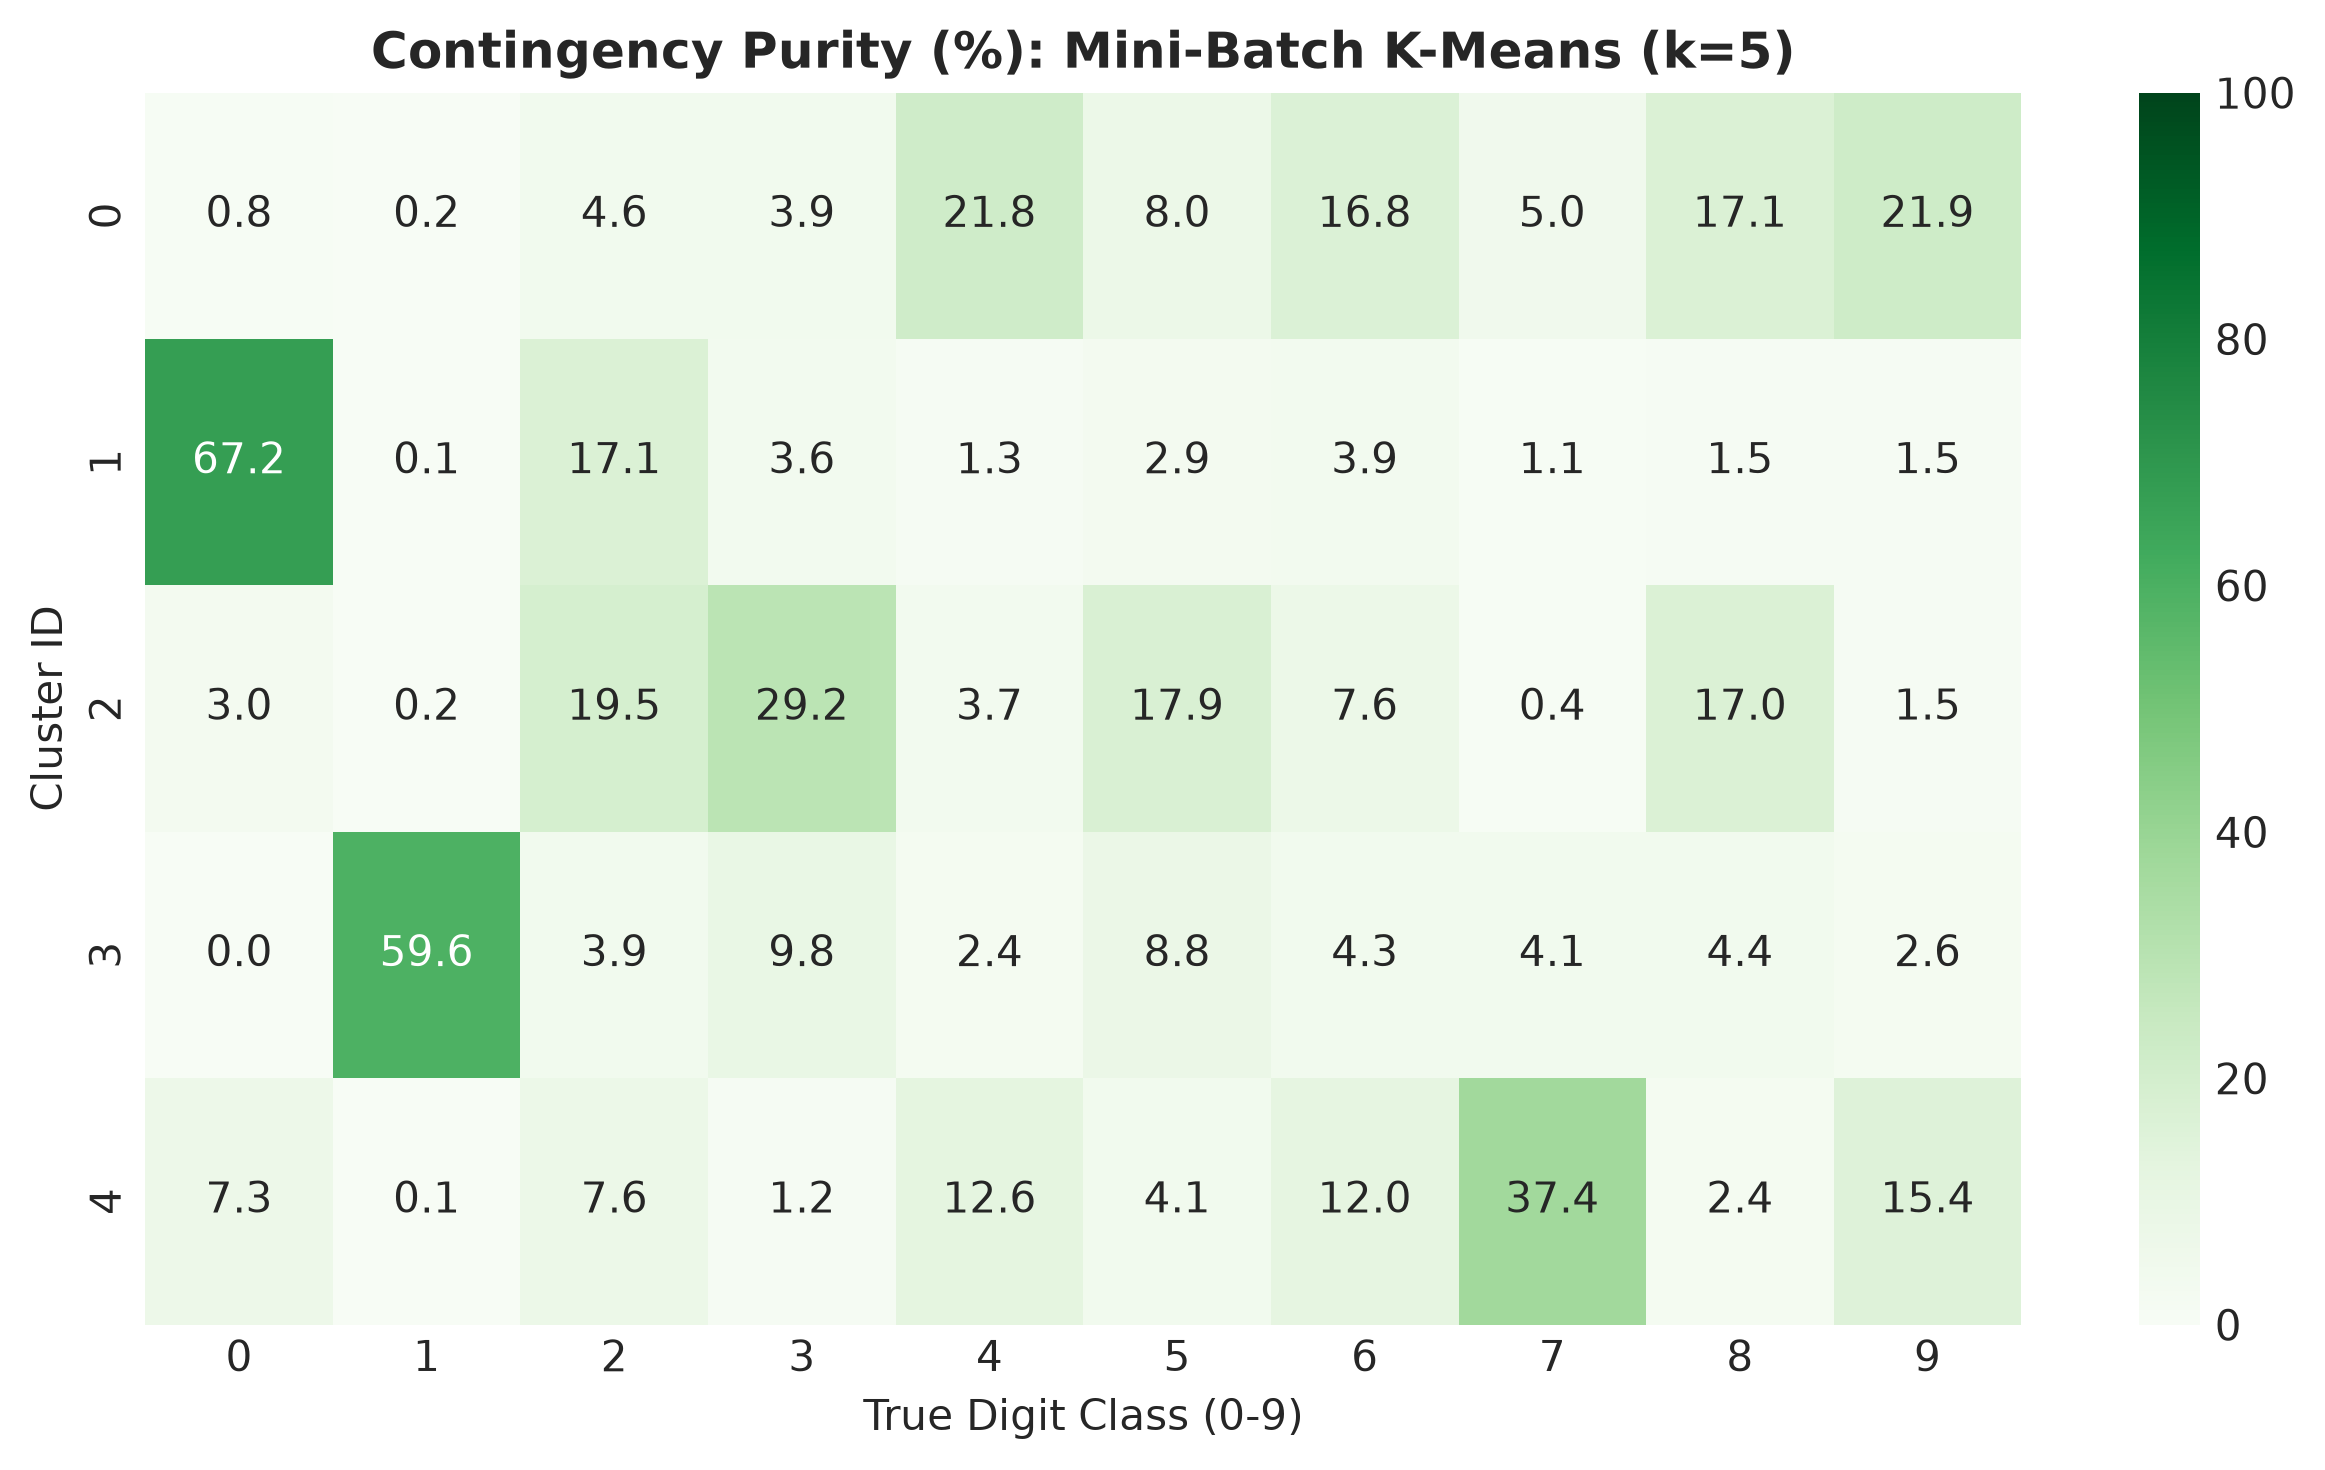 Contingency Purity (%): Mini-Batch K-Means (k=5)
0 0.8 0.2 4.6 3.9 21.8 8.0 16.8 5.0 17.1 21.9
1 67.2 0.1 17.1 3.6 1.3 2.9 3.9 1.1 1.5 1.5
2 3.0 0.2 19.5 29.2 3.7 17.9 7.6 0.4 17.0 1.5
3 0.0 59.6 3.9 9.8 2.4 8.8 4.3 4.1 4.4 2.6
4 7.3 0.1 7.6 1.2 12.6 4.1 12.0 37.4 2.4 15.4
0 1 2 3 4 5 6 7 8 9
True Digit Class (0-9)
Cluster ID
100
80
60
40
20
0